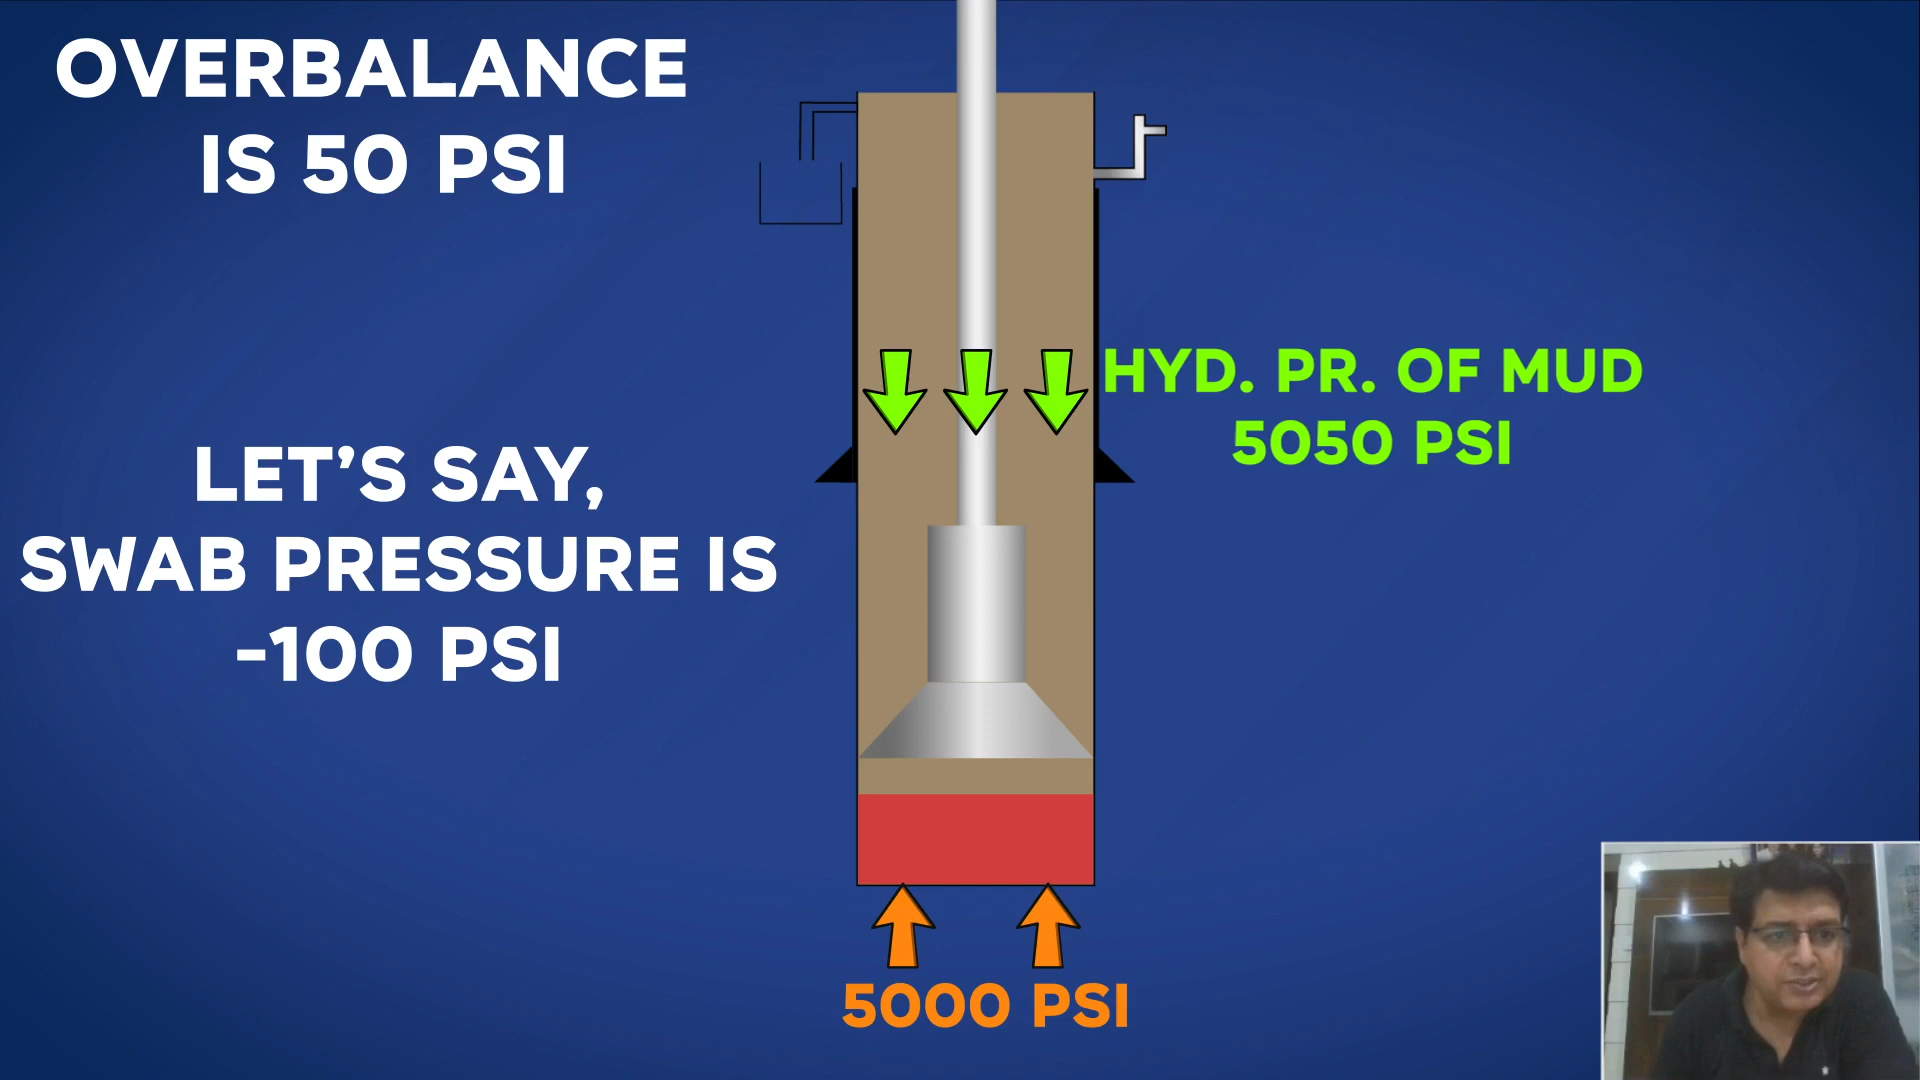 OVERBALANCE
IS 50 PSI
HYD. PR. OF MUD
5050 PSI
LET’S SAY,
SWAB PRESSURE IS
-100 PSI
5000 PSI